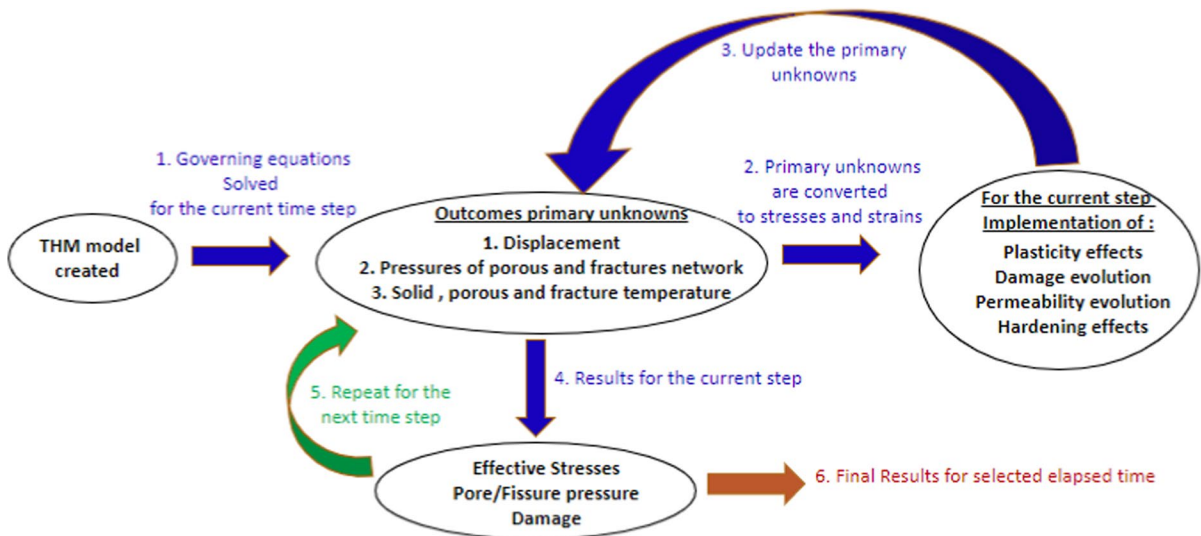 3. Update the primary
unknowns
1. Governing equations
Solved
for the current time step
2. Primary unknowns
are converted
to stresses and strains
THM model
created
Outcomes primary unknowns
1. Displacement
2. Pressures of porous and fractures network
3. Solid , porous and fracture temperature
For the current step
Implementation of :
Plasticity effects
Damage evolution
Permeability evolution
Hardening effects
4. Results for the current step
5. Repeat for the
next time step
Effective Stresses
Pore/Fissure pressure
Damage
6. Final Results for selected elapsed time